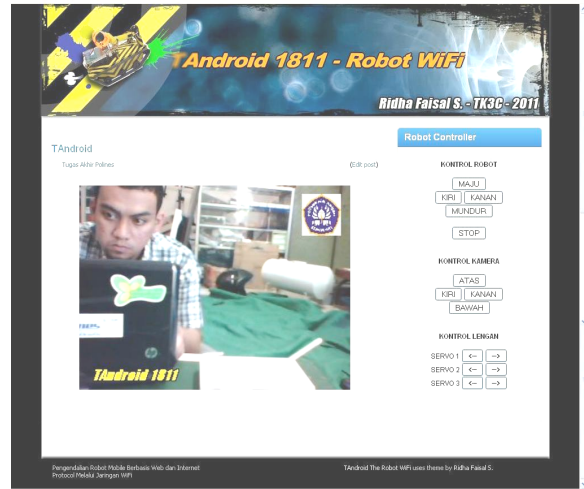 TAndroid 1811 - Robot WiFi
Ridha Faisal S. - TK3C - 2011
TAndroid
Tugas Akhir Polines
(Edit post)
TAndroid 1811
Robot Controller
KONTROL ROBOT
MAJU
KIRI KANAN
MUNDUR
STOP
KONTROL KAMERA
ATAS
KIRI KANAN
BAWAH
KONTROL LENGAN
SERVO 1 <-- -->
SERVO 2 <-- -->
SERVO 3 <-- -->
Pengendalian Robot Mobile Berbasis Web dan Internet
Protocol Melalui Jaringan WiFi
TAndroid The Robot WiFi uses theme by Ridha Faisal S.